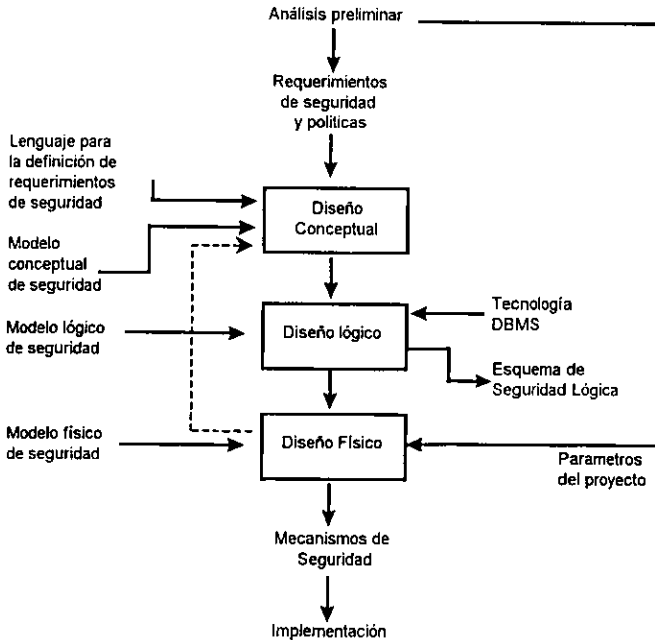 Análisis preliminar
Requerimientos
de seguridad
y politicas
Lenguaje para
la definición de
requerimientos
de seguridad
Diseño
Conceptual
Modelo
conceptual
de seguridad
Tecnología
DBMS
Modelo lógico
de seguridad
Diseño lógico
Esquema de
Seguridad Lógica
Modelo físico
de seguridad
Diseño Físico
Parametros
del proyecto
Mecanismos de
Seguridad
Implementación